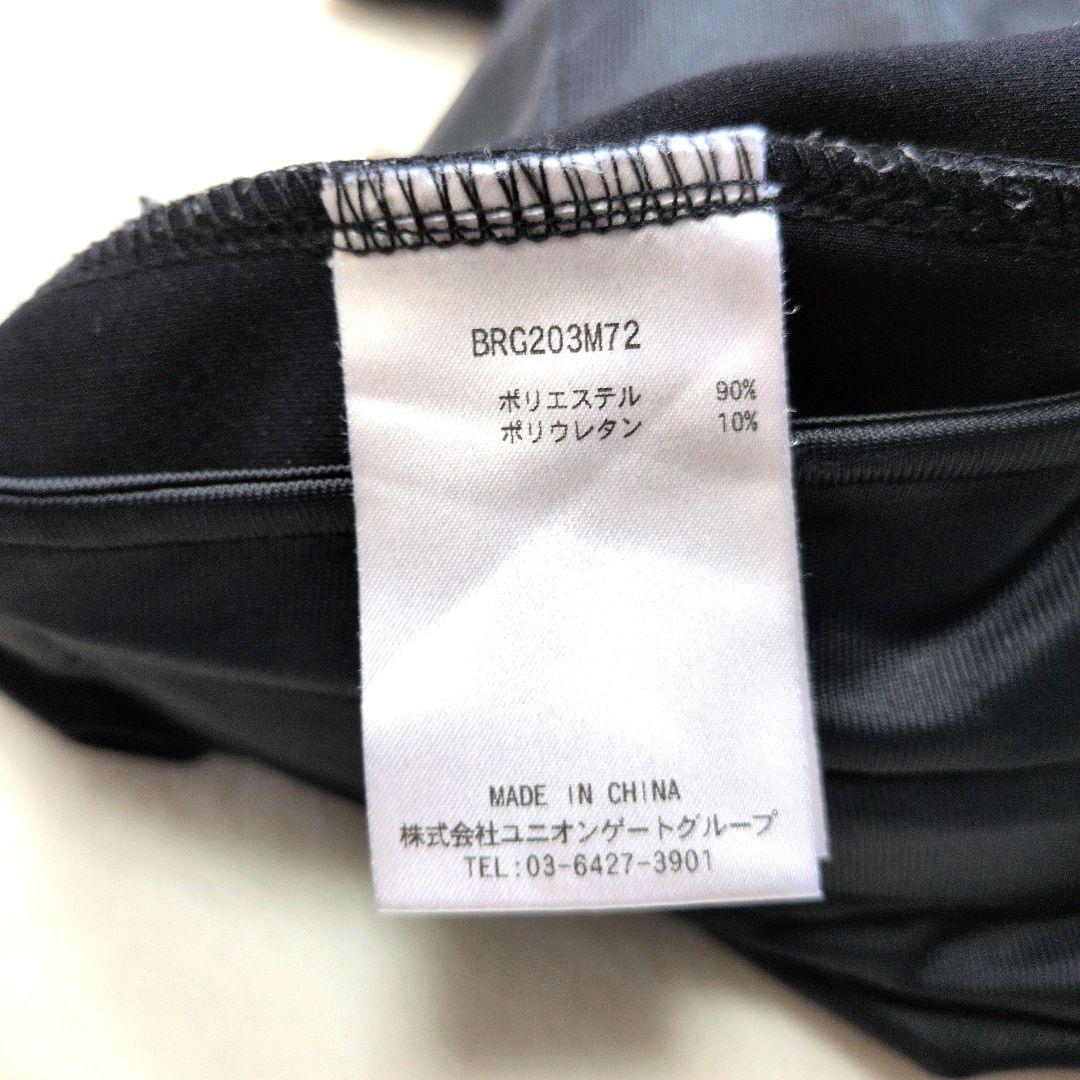 BRG203M72
ポリエステル 90%
ポリウレタン 10%
MADE IN CHINA
株式会社ユニオンゲートグループ
TEL:03-6427-3901